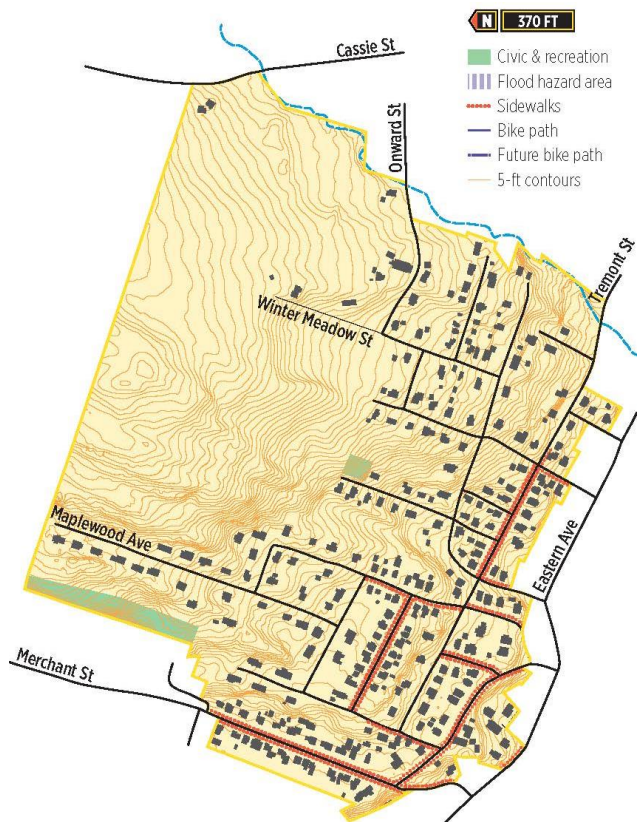 N 370 FT
Cassie St
Civic & recreation
Flood hazard area
Sidewalks
Bike path
Future bike path
5-ft contours
Onward St
Tremont St
Winter Meadow St
Maplewood Ave
Eastern Ave
Merchant St